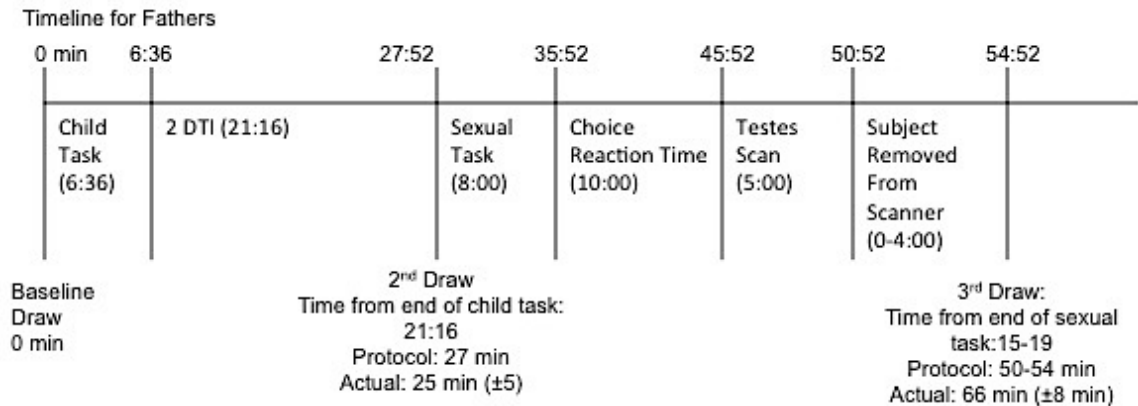 Timeline for Fathers
0 min 6:36 27:52 35:52 45:52 50:52 54:52
Child
Task
(6:36)
2 DTI (21:16)
Sexual
Task
(8:00)
Choice
Reaction Time
(10:00)
Testes
Scan
(5:00)
Subject
Removed
From
Scanner
(0-4:00)
Baseline
Draw
0 min
2nd Draw
Time from end of child task:
21:16
Protocol: 27 min
Actual: 25 min (±5)
3rd Draw:
Time from end of sexual
task:15-19
Protocol: 50-54 min
Actual: 66 min (±8 min)